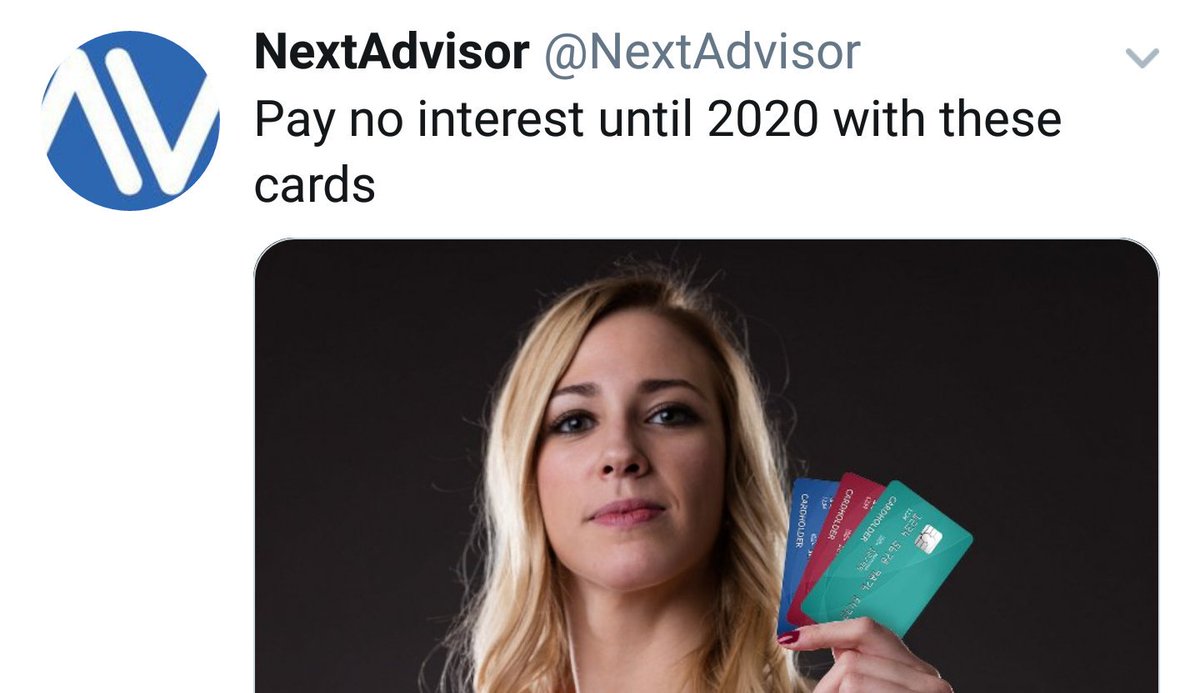 NextAdvisor @NextAdvisor
Pay no interest until 2020 with these
cards
CARDHOLDER
CARDHOLDER
CARDHOLDER